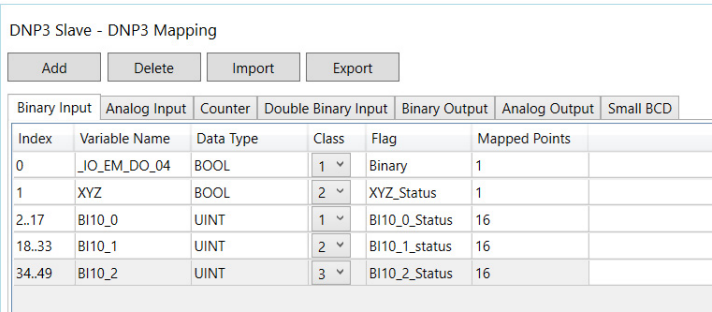 DNP3 Slave - DNP3 Mapping
Add Delete Import Export
Binary Input Analog Input Counter Double Binary Input Binary Output Analog Output Small BCD
Index Variable Name Data Type Class Flag Mapped Points
0 _IO_EM_DO_04 BOOL 1 Binary 1
1 XYZ BOOL 2 XYZ_Status 1
2..17 BI10_0 UINT 1 BI10_0_Status 16
18..33 BI10_1 UINT 2 BI10_1_status 16
34..49 BI10_2 UINT 3 BI10_2_Status 16